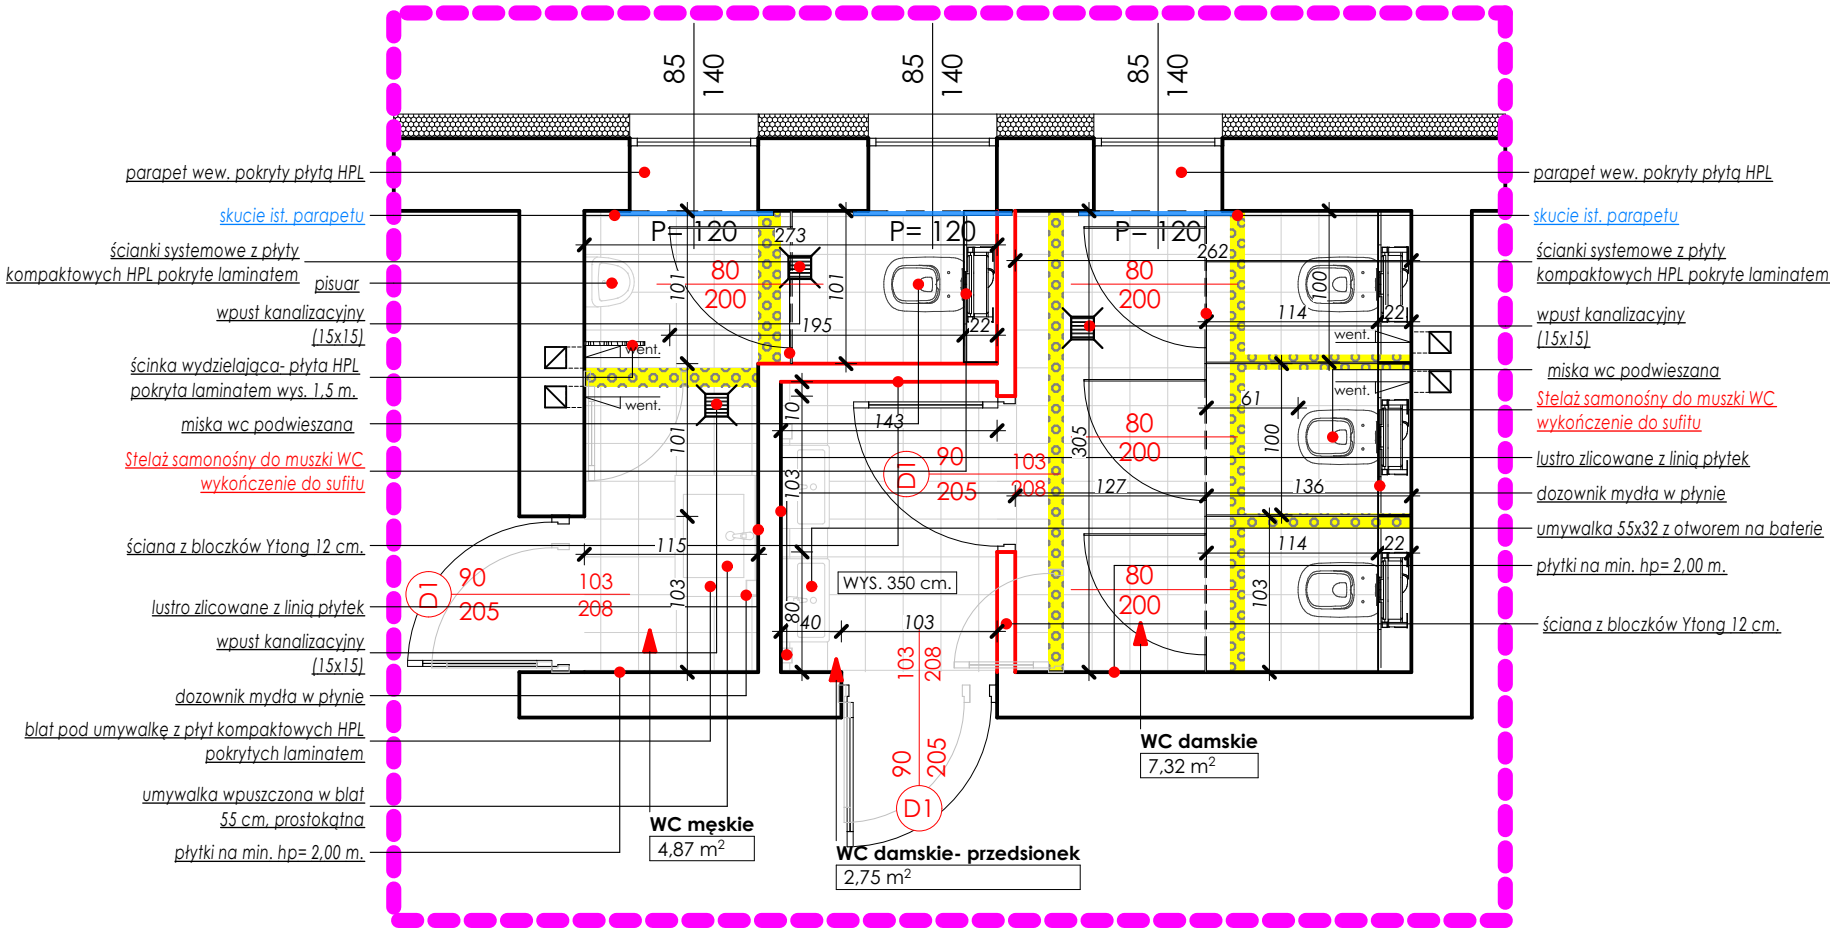 85
140
85
140
85
140
parapet wew. pokryty płytą HPL
skucie ist. parapetu
ścianki systemowe z płyty
kompaktowych HPL pokryte laminatem
pisuar
wpust kanalizacyjny
(15x15)
ścinka wydzielająca- płyta HPL
pokryta laminatem wys. 1,5 m.
miska wc podwieszana
Stelaż samonośny do muszki WC
wykończenie do sufitu
ściana z bloczków Ytong 12 cm.
lustro zlicowane z linią płytek
wpust kanalizacyjny
(15x15)
dozownik mydła w płynie
blat pod umywalkę z płyt kompaktowych HPL
pokrytych laminatem
umywalka wpuszczona w blat
55 cm, prostokątna
płytki na min. hp= 2,00 m.
P= 120
P= 120
P= 120
273
262
101
101
80
200
80
200
100
195
22
114
22
went.
went.
went.
went.
10
143
101
61
80
200
305
100
D1
90
205
103
208
103
127
136
115
114
22
D1
90
205
103
208
103
WYS. 350 cm.
80
200
103
80
40
103
103
208
90
205
D1
WC męskie
4,87 m²
WC damskie- przedsionek
2,75 m²
WC damskie
7,32 m²
parapet wew. pokryty płytą HPL
skucie ist. parapetu
ścianki systemowe z płyty
kompaktowych HPL pokryte laminatem
wpust kanalizacyjny
(15x15)
miska wc podwieszana
Stelaż samonośny do muszki WC
wykończenie do sufitu
lustro zlicowane z linią płytek
dozownik mydła w płynie
umywalka 55x32 z otworem na baterie
płytki na min. hp= 2,00 m.
ściana z bloczków Ytong 12 cm.